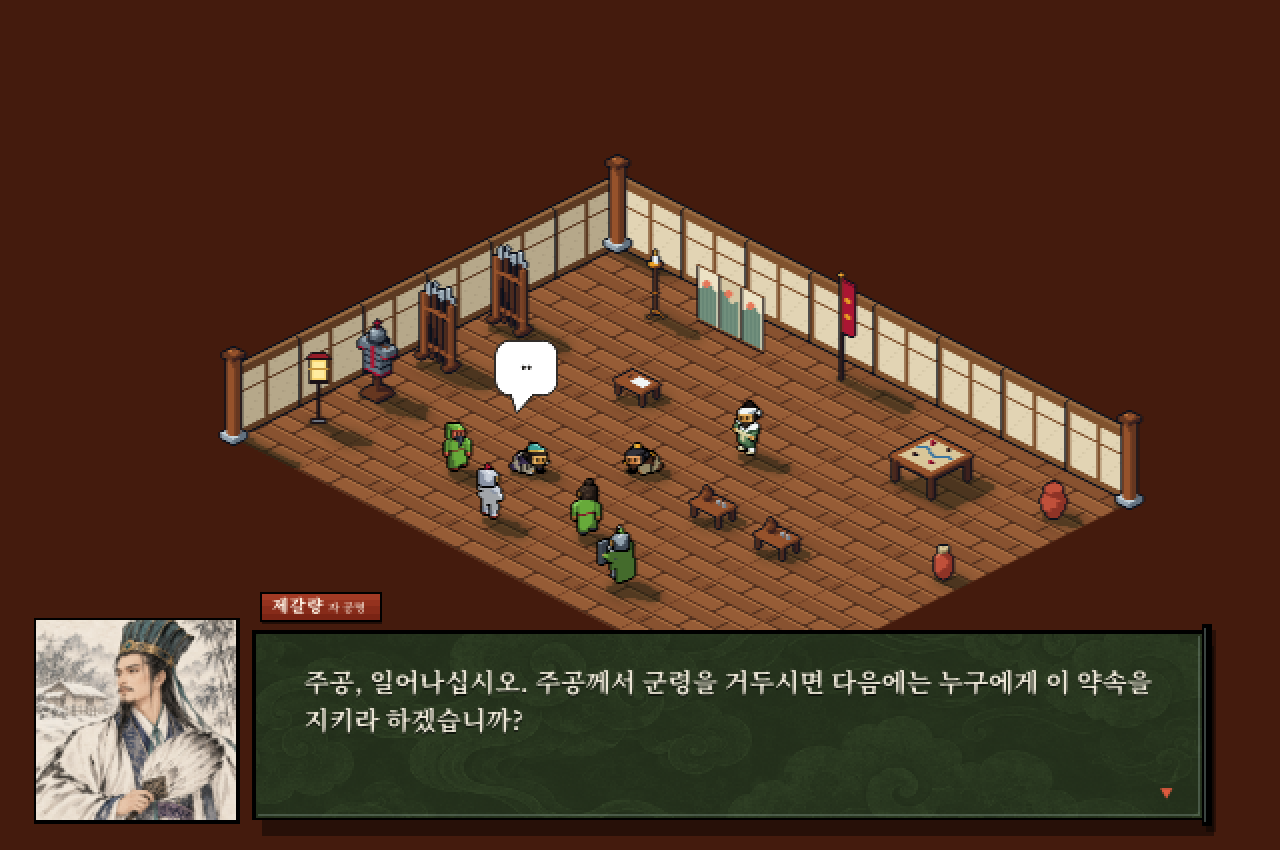 제갈량 자 공명
주공, 일어나십시오. 주공께서 군령을 거두시면 다음에는 누구에게 이 약속을
지키라 하겠습니까?